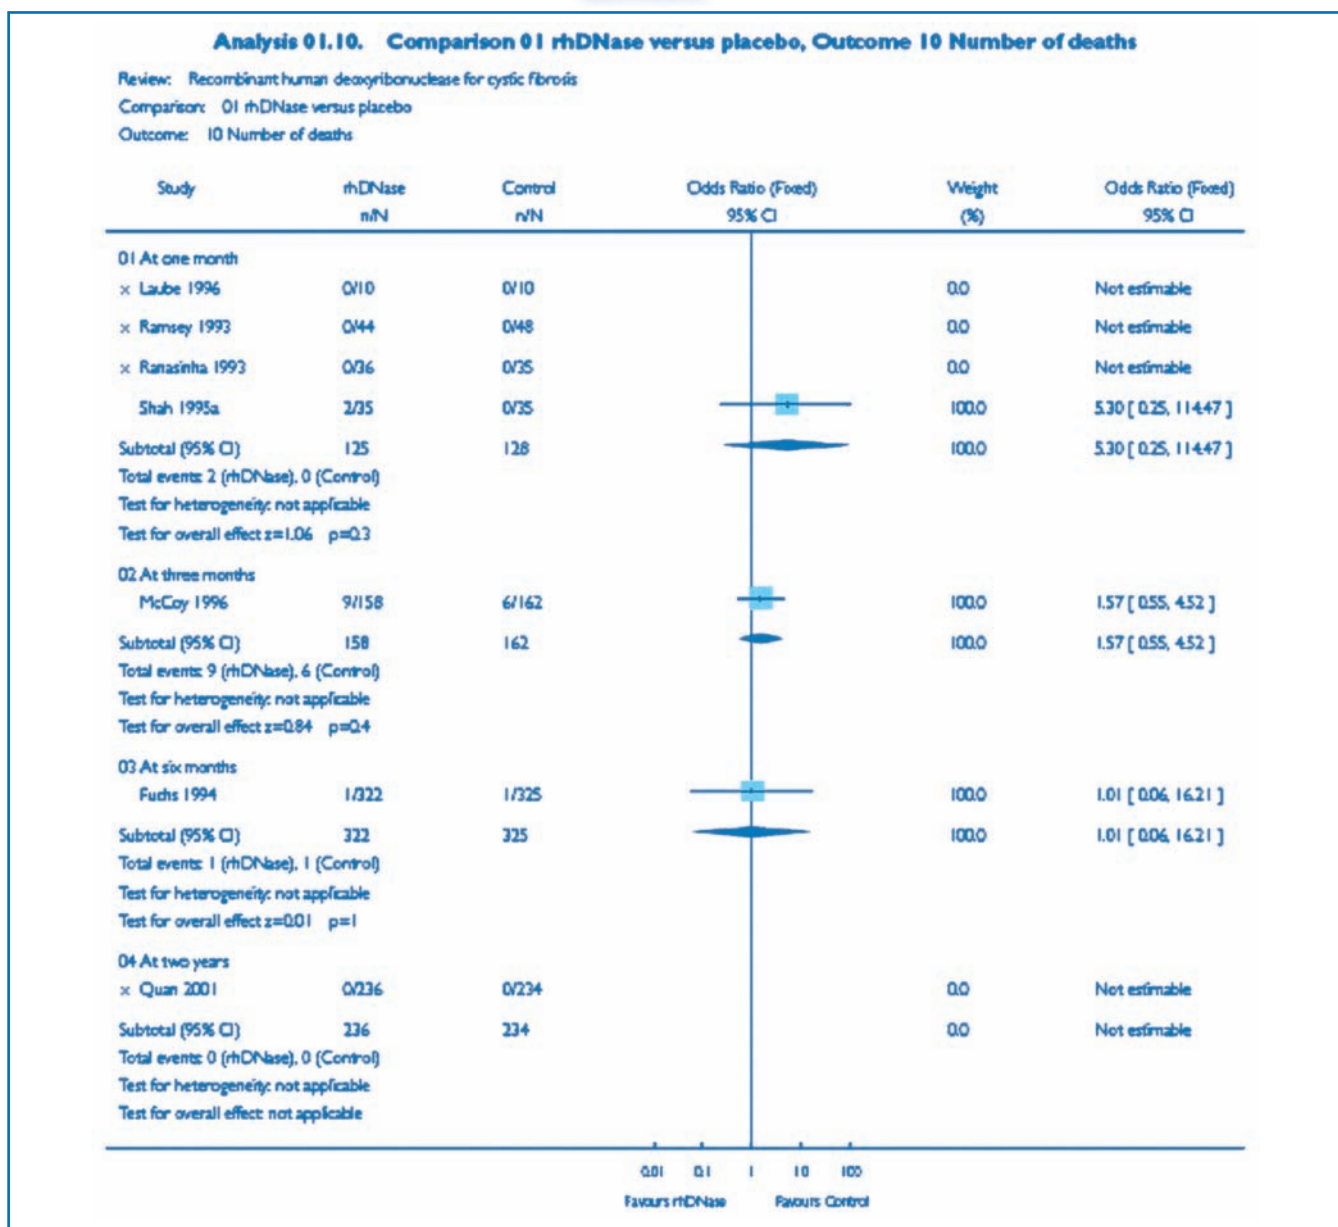 Analysis 01.10. Comparison 01 rhDNase versus placebo, Outcome 10 Number of deaths
Review: Recombinant human deoxyribonuclease for cystic fibrosis
Comparison: 01 rhDNase versus placebo
Outcome: 10 Number of deaths
Study rhDNase Control Odds Ratio (Fixed) Weight Odds Ratio (Fixed)
n/N n/N 95% CI (%) 95% CI
01 At one month
x Laube 1996 0/10 0/10 0.0 Not estimable
x Ramsey 1993 0/44 0/48 0.0 Not estimable
x Ranasinha 1993 0/36 0/35 0.0 Not estimable
Shah 1995a 2/35 0/35 100.0 5.30 [ 0.25, 114.47 ]
Subtotal (95% CI) 125 128 100.0 5.30 [ 0.25, 114.47 ]
Total events: 2 (rhDNase), 0 (Control)
Test for heterogeneity: not applicable
Test for overall effect z=1.06 p=0.3
02 At three months
McCoy 1996 9/158 6/162 100.0 1.57 [ 0.55, 4.52 ]
Subtotal (95% CI) 158 162 100.0 1.57 [ 0.55, 4.52 ]
Total events: 9 (rhDNase), 6 (Control)
Test for heterogeneity: not applicable
Test for overall effect z=0.84 p=0.4
03 At six months
Fuchs 1994 1/322 1/325 100.0 1.01 [ 0.06, 16.21 ]
Subtotal (95% CI) 322 325 100.0 1.01 [ 0.06, 16.21 ]
Total events: 1 (rhDNase), 1 (Control)
Test for heterogeneity: not applicable
Test for overall effect z=0.01 p=1
04 At two years
x Quan 2001 0/236 0/234 0.0 Not estimable
Subtotal (95% CI) 236 234 0.0 Not estimable
Total events: 0 (rhDNase), 0 (Control)
Test for heterogeneity: not applicable
Test for overall effect: not applicable
0.01 0.1 1 10 100
Favours rhDNase Favours Control